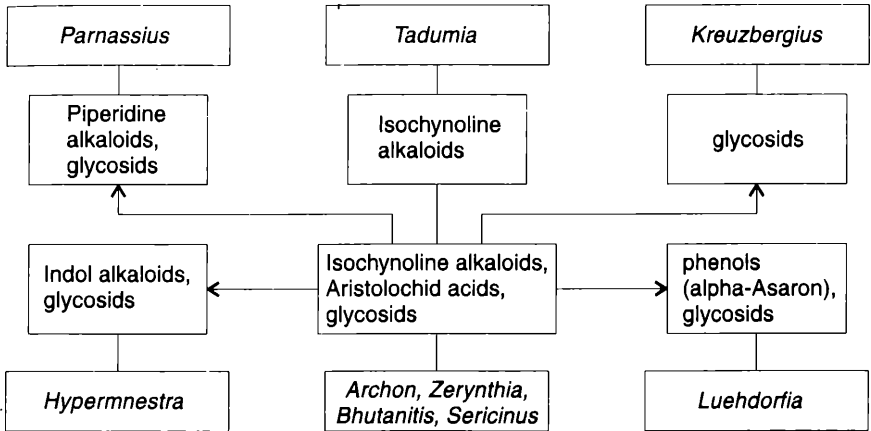 Parnassius
Tadumia
Kreuzbergius
Piperidine
alkaloids,
glycosids
Isochynoline
alkaloids
glycosids
Indol alkaloids,
glycosids
Isochynoline alkaloids,
Aristolochid acids,
glycosids
phenols
(alpha-Asaron),
glycosids
Hypermnestra
Archon, Zerynthia,
Bhutanitis, Sericinus
Luehdorfia